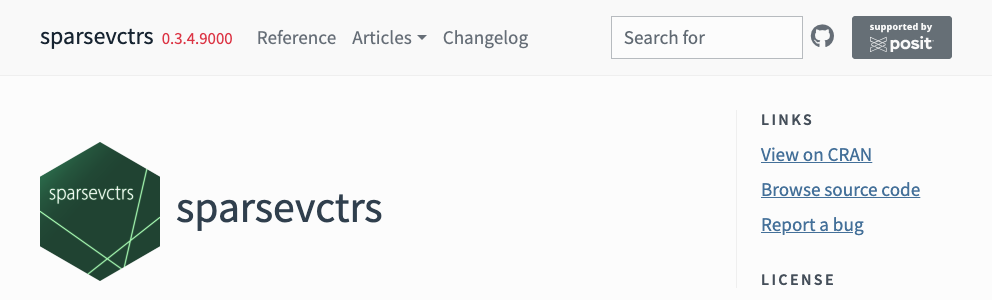 sparsevctrs 0.3.4.9000 Reference Articles Changelog Search for supported by posit
sparsevctrs
sparsevctrs
LINKS
View on CRAN
Browse source code
Report a bug
LICENSE